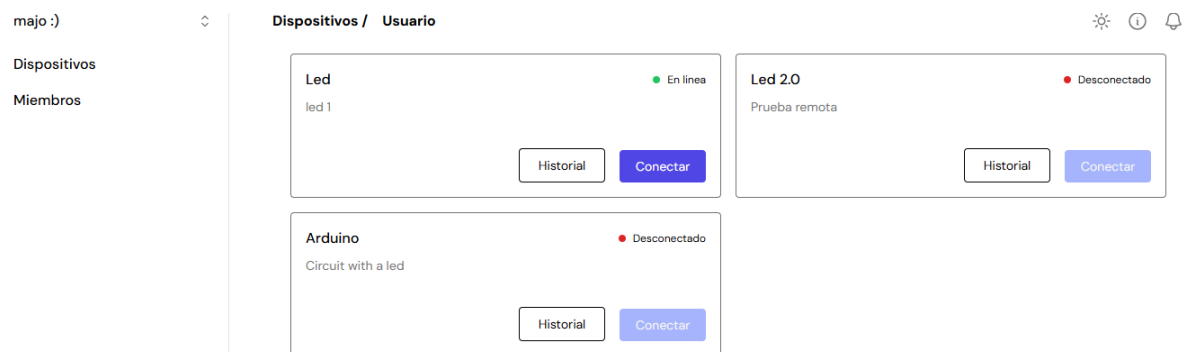 majo :)
Dispositivos / Usuario
Dispositivos
Miembros
Led
En linea
led 1
Historial
Conectar
Led 2.0
Desconectado
Prueba remota
Historial
Conectar
Arduino
Desconectado
Circuit with a led
Historial
Conectar